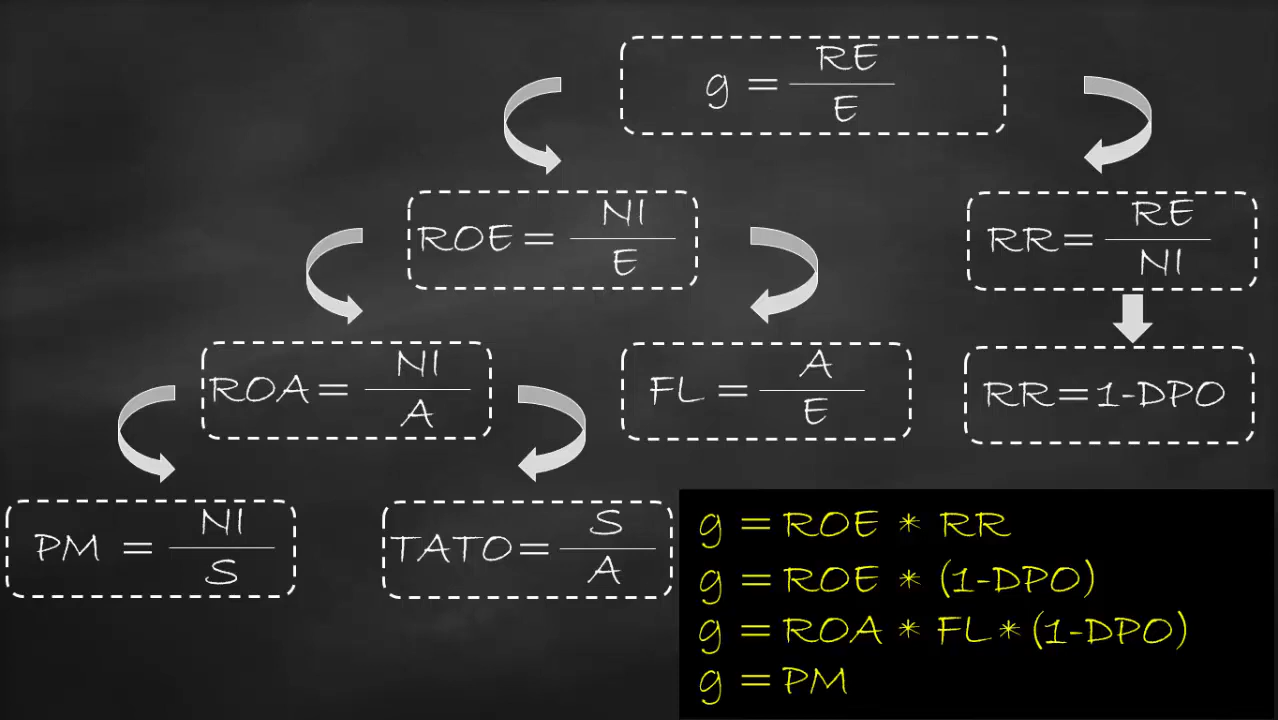 g = RE / E
ROE = NI / E
RR = RE / NI
ROA = NI / A
FL = A / E
RR=1-DPO
PM = NI / S
TATO = S / A
g = ROE * RR
g = ROE * (1-DPO)
g = ROA * FL * (1-DPO)
g = PM